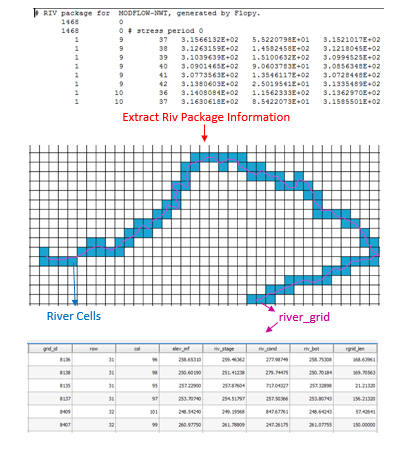 # RIV package for MODFLOW-NWT, generated by Flopy.
1468 0
1468 0 # stress period 0
1 9 37 3.1566132E+02 5.5220798E+01 3.1521017E+02
1 9 38 3.1263159E+02 1.4582458E+02 3.1218045E+02
1 9 39 3.1039639E+02 1.5100632E+02 3.0994525E+02
1 9 40 3.0901465E+02 9.0603783E+01 3.0856348E+02
1 9 41 3.0773563E+02 1.3546117E+02 3.0728448E+02
1 9 42 3.1380603E+02 2.5019541E+01 3.1335489E+02
1 10 36 3.1408084E+02 1.1562333E+02 3.1362970E+02
1 10 37 3.1630618E+02 8.5422073E+01 3.1585501E+02
Extract Riv Package Information
River Cells
river_grid
grid_id row col elev_mf riv_stage riv_cond riv_bot rgrid_len
8136 31 96 258.65310 259.46362 277.98749 258.75308 168.63961
8138 31 98 250.60190 251.41238 279.74475 250.70184 169.70563
8135 31 95 257.22900 257.87604 717.04327 257.32898 21.21320
8137 31 97 253.70740 254.51797 257.50366 253.80743 156.21320
8409 32 101 248.54240 249.19568 847.67761 248.64243 57.42641
8407 32 99 260.97750 261.78809 247.26175 261.07755 150.00000